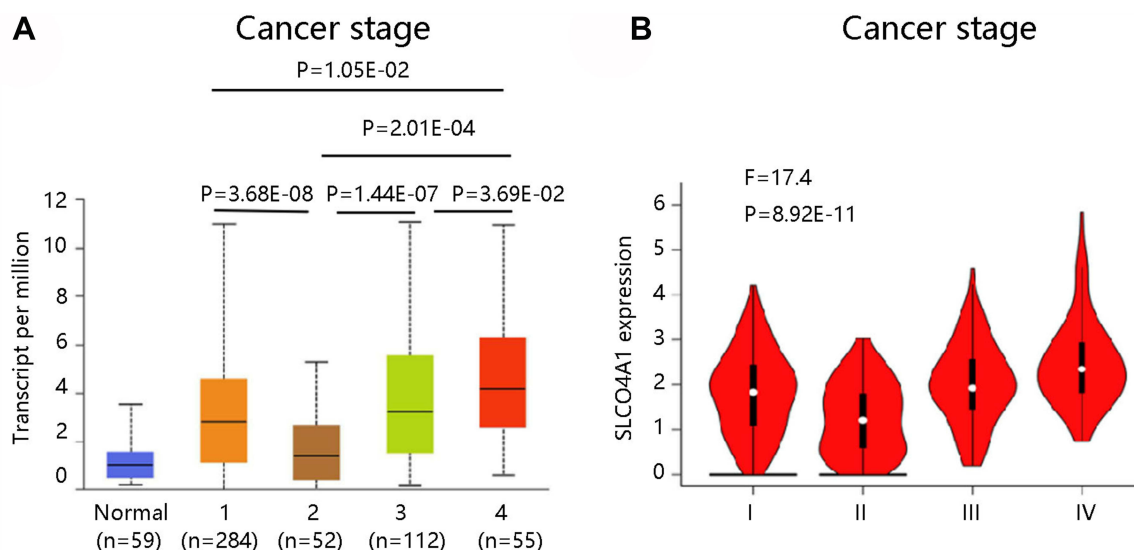 A
Cancer stage
P=1.05E-02
P=2.01E-04
P=3.68E-08 P=1.44E-07 P=3.69E-02
Transcript per million
12
10
8
6
4
2
0
Normal 1 2 3 4
(n=59) (n=284) (n=52) (n=112) (n=55)
B
Cancer stage
F=17.4
P=8.92E-11
SLCO4A1 expression
6
5
4
3
2
1
0
I II III IV